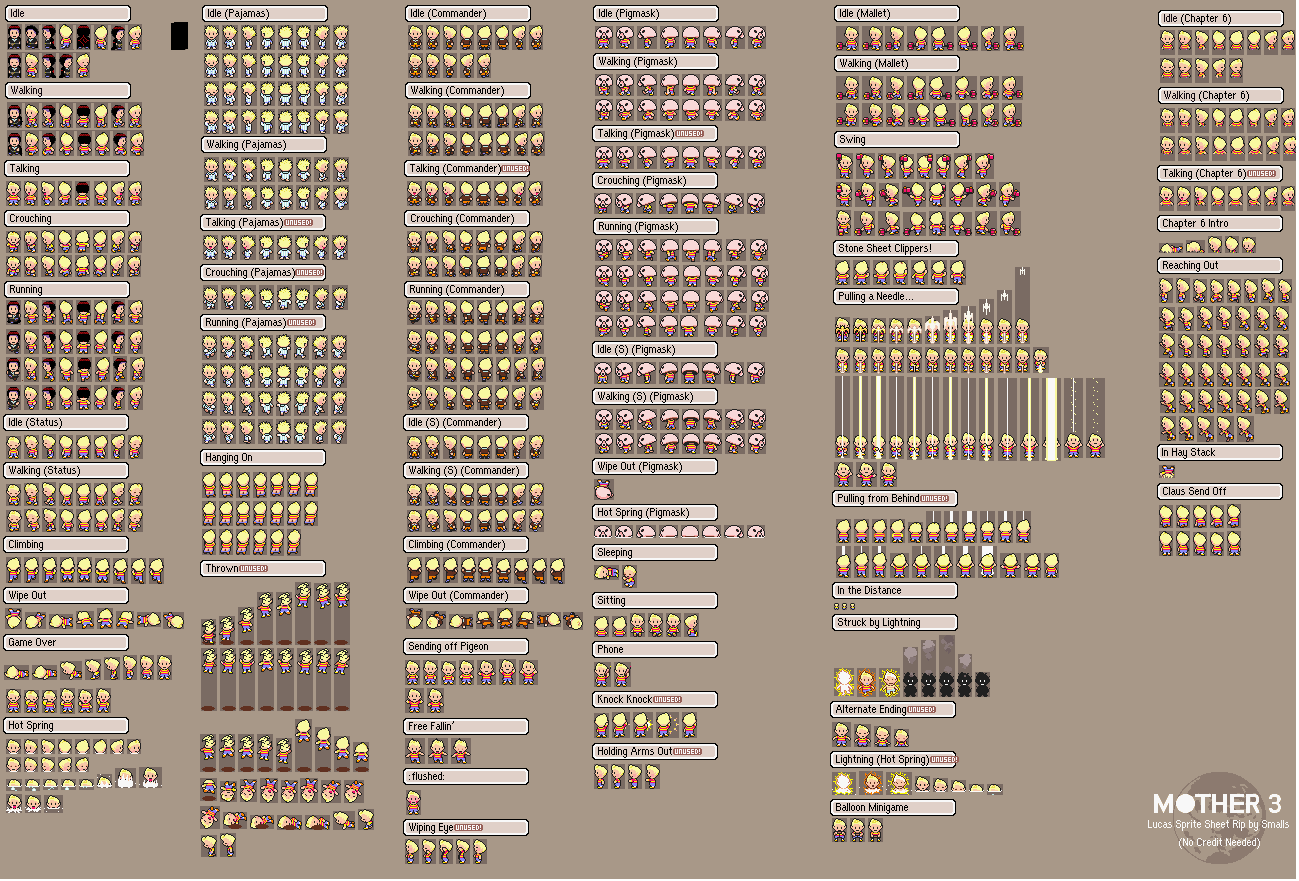 Idle
Walking
Talking
Crouching
Running
Idle (Status)
Walking (Status)
Climbing
Wipe Out
Game Over
Hot Spring
Idle (Pajamas)
Walking (Pajamas)
Talking (Pajamas) UNUSED!
Crouching (Pajamas) UNUSED!
Running (Pajamas) UNUSED!
Hanging On
Thrown UNUSED!
Idle (Commander)
Walking (Commander)
Talking (Commander) UNUSED!
Crouching (Commander)
Running (Commander)
Idle (S) (Commander)
Walking (S) (Commander)
Climbing (Commander)
Wipe Out (Commander)
Sending off Pigeon
Free Fallin'
:flushed:
Wiping Eye UNUSED!
Idle (Pigmask)
Walking (Pigmask)
Talking (Pigmask) UNUSED!
Crouching (Pigmask)
Running (Pigmask)
Idle (S) (Pigmask)
Walking (S) (Pigmask)
Wipe Out (Pigmask)
Hot Spring (Pigmask)
Sleeping
Sitting
Phone
Knock Knock UNUSED!
Holding Arms Out UNUSED!
Idle (Mallet)
Walking (Mallet)
Swing
Stone Sheet Clippers!
Pulling a Needle...
Pulling from Behind UNUSED!
In the Distance
Struck by Lightning
Alternate Ending UNUSED!
Lightning (Hot Spring) UNUSED!
Balloon Minigame
Idle (Chapter 6)
Walking (Chapter 6)
Talking (Chapter 6) UNUSED!
Chapter 6 Intro
Reaching Out
In Hay Stack
Claus Send Off
MOTHER 3
Lucas Sprite Sheet Rip by Smalls
(No Credit Needed)